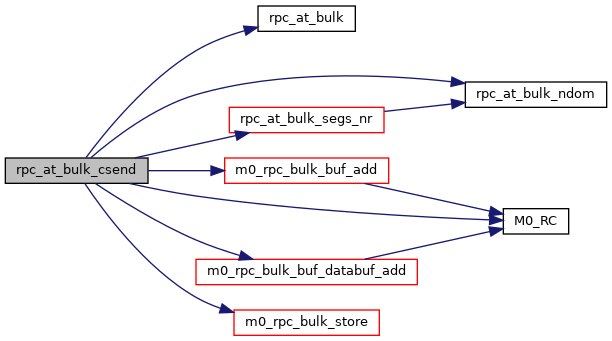 rpc_at_bulk
rpc_at_bulk_ndom
rpc_at_bulk_segs_nr
rpc_at_bulk_csend
m0_rpc_bulk_buf_add
M0_RC
m0_rpc_bulk_buf_databuf_add
m0_rpc_bulk_store